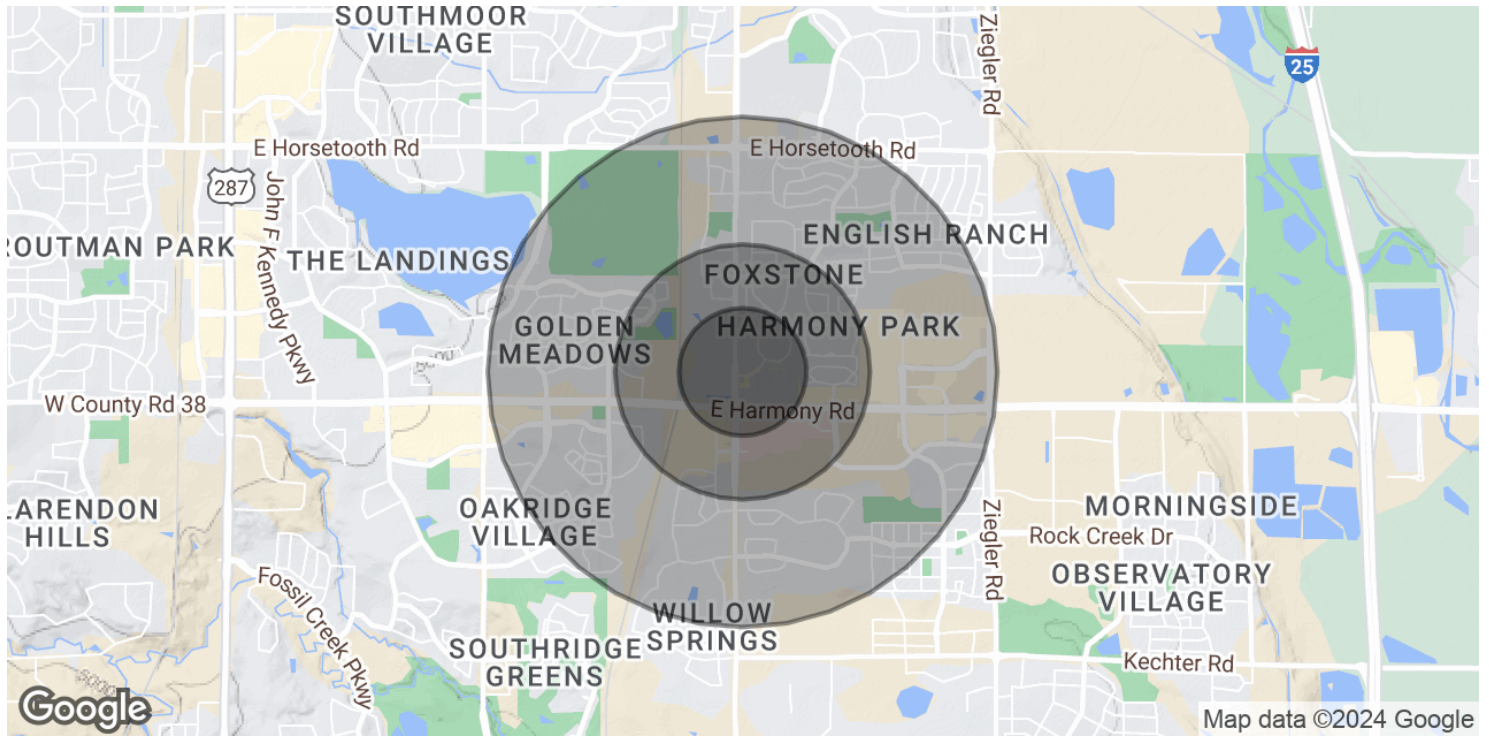 SOUTHMOOR
VILLAGE
Ziegler Rd
25
E Horsetooth Rd
E Horsetooth Rd
287
John F Kennedy Pkwy
ROUTMAN PARK
THE LANDINGS
ENGLISH RANCH
FOXSTONE
GOLDEN
MEADOWS
HARMONY PARK
W County Rd 38
E Harmony Rd
LARENDON
HILLS
OAKRIDGE
VILLAGE
MORNINGSIDE
Ziegler Rd
Rock Creek Dr
OBSERVATORY
VILLAGE
Fossil Creek Pkwy
WILLOW
SPRINGS
SOUTHRIDGE
GREENS
Kechter Rd
5000
Google
Map data ©2024 Google